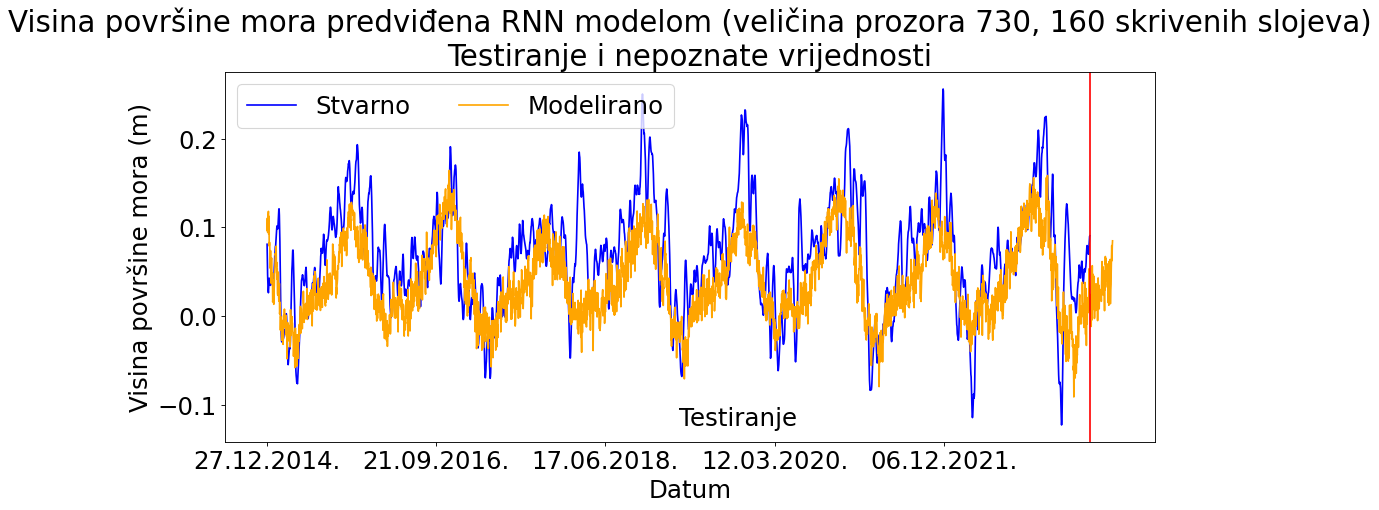 Visina površine mora predviđena RNN modelom (veličina prozora 730, 160 skrivenih slojeva)
Testiranje i nepoznate vrijednosti
Stvarno
Modelirano
Visina površine mora (m)
0.2
0.1
0.0
−0.1
Testiranje
27.12.2014.
21.09.2016.
17.06.2018.
12.03.2020.
06.12.2021.
Datum